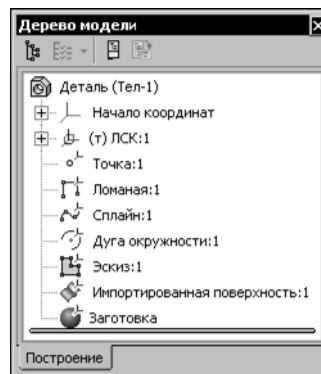 Дерево модели
Деталь (Тел-1)
Начало координат
(т) ЛСК:1
Точка:1
Ломаная:1
Сплайн:1
Дуга окружности:1
Эскиз:1
Импортированная поверхность:1
Заготовка
Построение